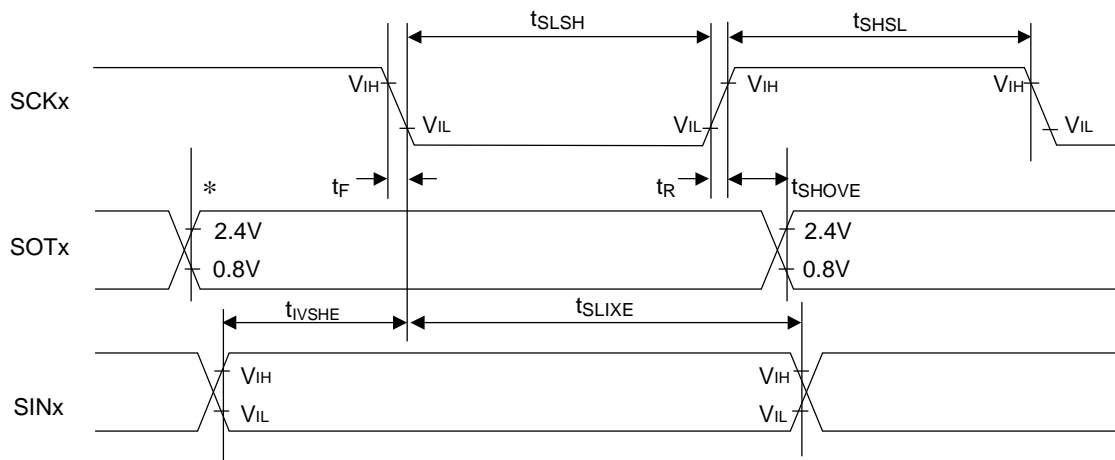 tSLSH
tSHSL
SCKx
VIH
VIL
VIL
VIH
VIH
VIL
tF
tR
tSHOVE
*
SOTx
2.4V
0.8V
2.4V
0.8V
tIVSHE
tSLIXE
SINx
VIH
VIL
VIH
VIL